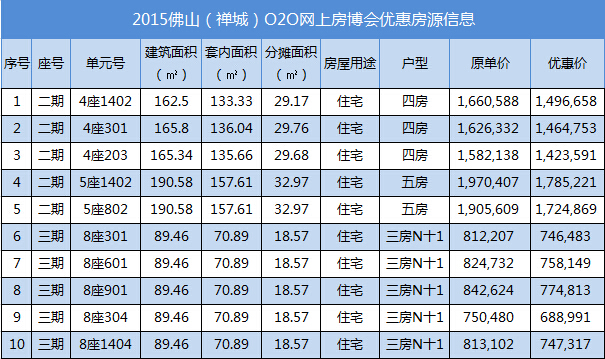 2015佛山（禅城）O2O网上房博会优惠房源信息
序号 座号 单元号 建筑面积（㎡） 套内面积（㎡） 分摊面积（㎡） 房屋用途 户型 原单价 优惠价
1 二期 4座1402 162.5 133.33 29.17 住宅 四房 1,660,588 1,496,658
2 二期 4座301 165.8 136.04 29.76 住宅 四房 1,626,332 1,464,753
3 二期 4座203 165.34 135.66 29.68 住宅 四房 1,582,138 1,423,591
4 二期 5座1402 190.58 157.61 32.97 住宅 五房 1,970,407 1,785,221
5 二期 5座802 190.58 157.61 32.97 住宅 五房 1,905,609 1,724,869
6 三期 8座301 89.46 70.89 18.57 住宅 三房N十1 812,207 746,483
7 三期 8座601 89.46 70.89 18.57 住宅 三房N十1 824,732 758,149
8 三期 8座901 89.46 70.89 18.57 住宅 三房N十1 842,624 774,813
9 三期 8座304 89.46 70.89 18.57 住宅 三房N十1 750,480 688,991
10 三期 8座1404 89.46 70.89 18.57 住宅 三房N十1 813,102 747,317